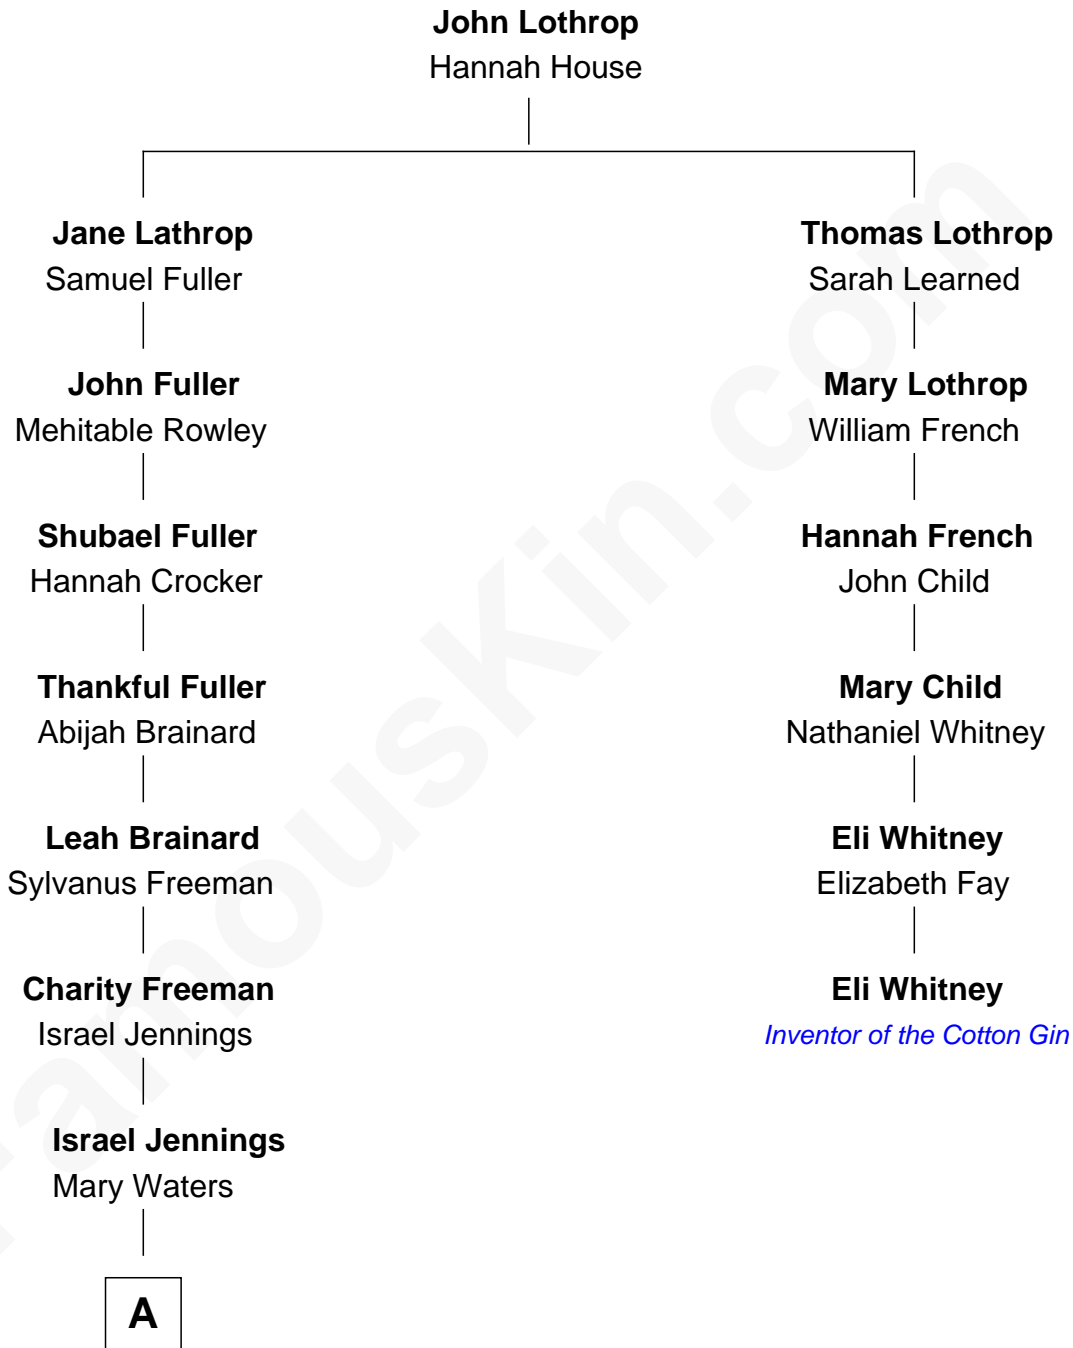 John Lothrop
Hannah House
Jane Lathrop
Samuel Fuller
John Fuller
Mehitable Rowley
Shubael Fuller
Hannah Crocker
Thankful Fuller
Abijah Brainard
Leah Brainard
Sylvanus Freeman
Charity Freeman
Israel Jennings
Israel Jennings
Mary Waters
A
Thomas Lothrop
Sarah Learned
Mary Lothrop
William French
Hannah French
John Child
Mary Child
Nathaniel Whitney
Eli Whitney
Elizabeth Fay
Eli Whitney
Inventor of the Cotton Gin
FamousKin.com